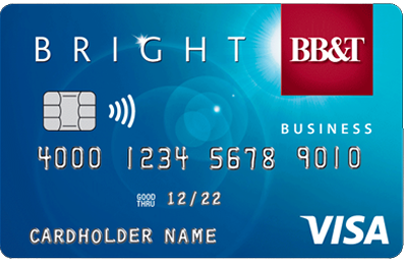 BRIGHT
BB&T
BUSINESS
4000 1234 5678 9010
GOOD THRU 12/22
CARDHOLDER NAME
VISA